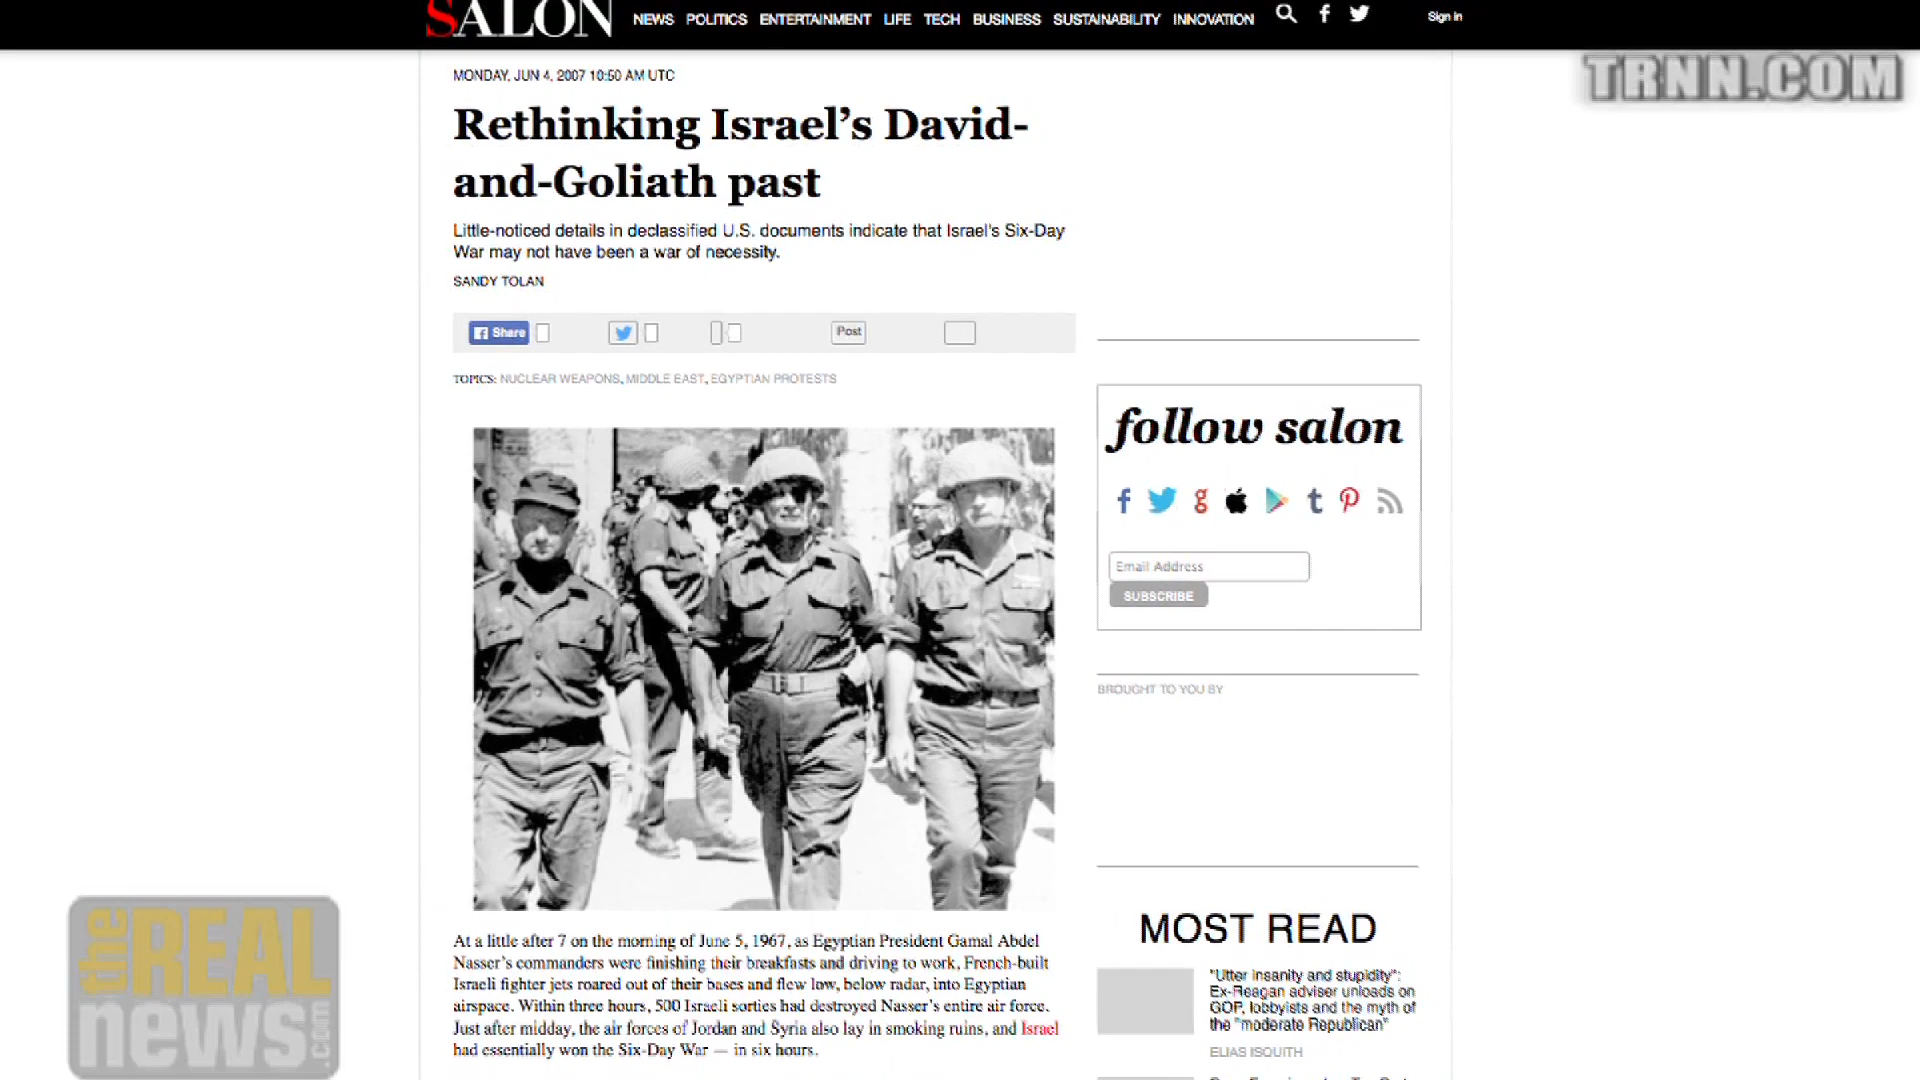 SALON
NEWS POLITICS ENTERTAINMENT LIFE TECH BUSINESS SUSTAINABILITY INNOVATION
Sign in
TRNN.COM
MONDAY, JUN 4, 2007 10:50 AM UTC
Rethinking Israel’s David-
and-Goliath past
Little-noticed details in declassified U.S. documents indicate that Israel's Six-Day
War may not have been a war of necessity.
SANDY TOLAN
Share
Post
TOPICS: NUCLEAR WEAPONS, MIDDLE EAST, EGYPTIAN PROTESTS
At a little after 7 on the morning of June 5, 1967, as Egyptian President Gamal Abdel
Nasser’s commanders were finishing their breakfasts and driving to work, French-built
Israeli fighter jets roared out of their bases and flew low, below radar, into Egyptian
airspace. Within three hours, 500 Israeli sorties had destroyed Nasser’s entire air force.
Just after midday, the air forces of Jordan and Syria also lay in smoking ruins, and Israel
had essentially won the Six-Day War — in six hours.
follow salon
Email Address
SUBSCRIBE
BROUGHT TO YOU BY
MOST READ
"Utter insanity and stupidity":
Ex-Reagan adviser unloads on
GOP, lobbyists and the myth of
the "moderate Republican"
ELIAS ISQUITH
the REAL
news.com